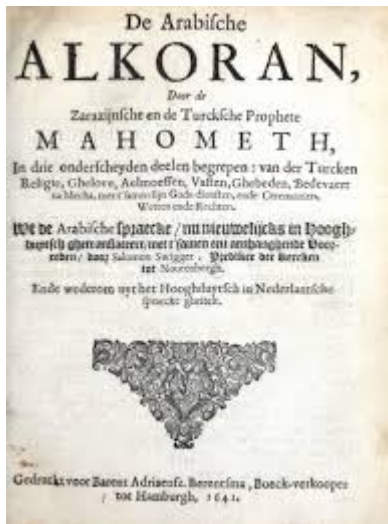 De Arabische
ALKORAN,
Door de
Zarazijnsche en de Turcksche Prophete
MAHOMETH,
In drie onderscheyden deelen begrepen: van der Turcken
Religie, Ghelove, Aelmoessen, Vasten, Ghebeden, Bedevaert
na Mecha, met t'samen sijn Gods-diensten, ende Ceremonien,
Wetten ende Rechten.
Wt de Arabische spraecke / nu nieuwelijcks in Hoogh-
duytsch ghetranslateert, met t'samen een aenhanghende Voor-
reden / door Salomon Swigger, Prediker der kercken
tot Noorenbergh.
Ende wederom uyt het Hooghduytsch in Nederlantsche
spraecke ghestelt.
Gedruckt voor Barent Adriaensz. Berentsma, Boeck-verkooper
/ tot Hamburgh, 1641.